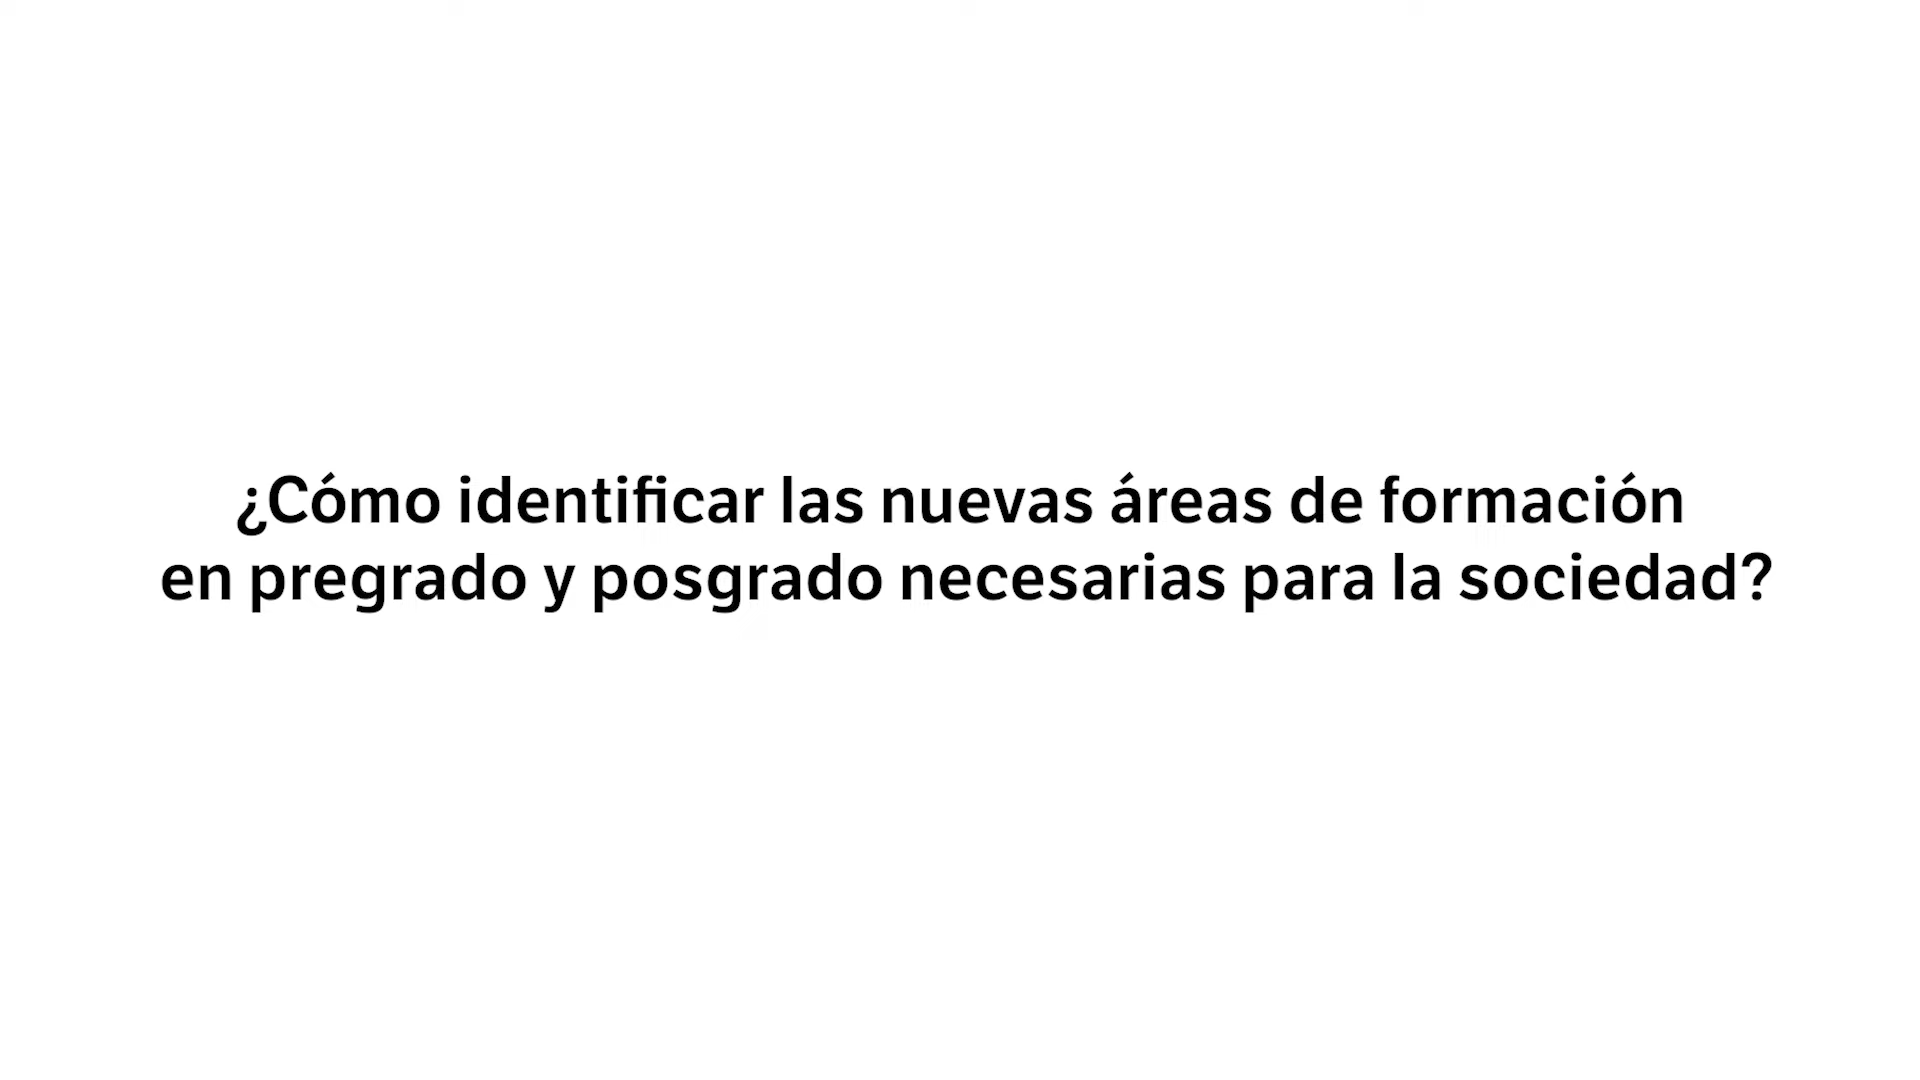 ¿Cómo identificar las nuevas áreas de formación
en pregrado y posgrado necesarias para la sociedad?